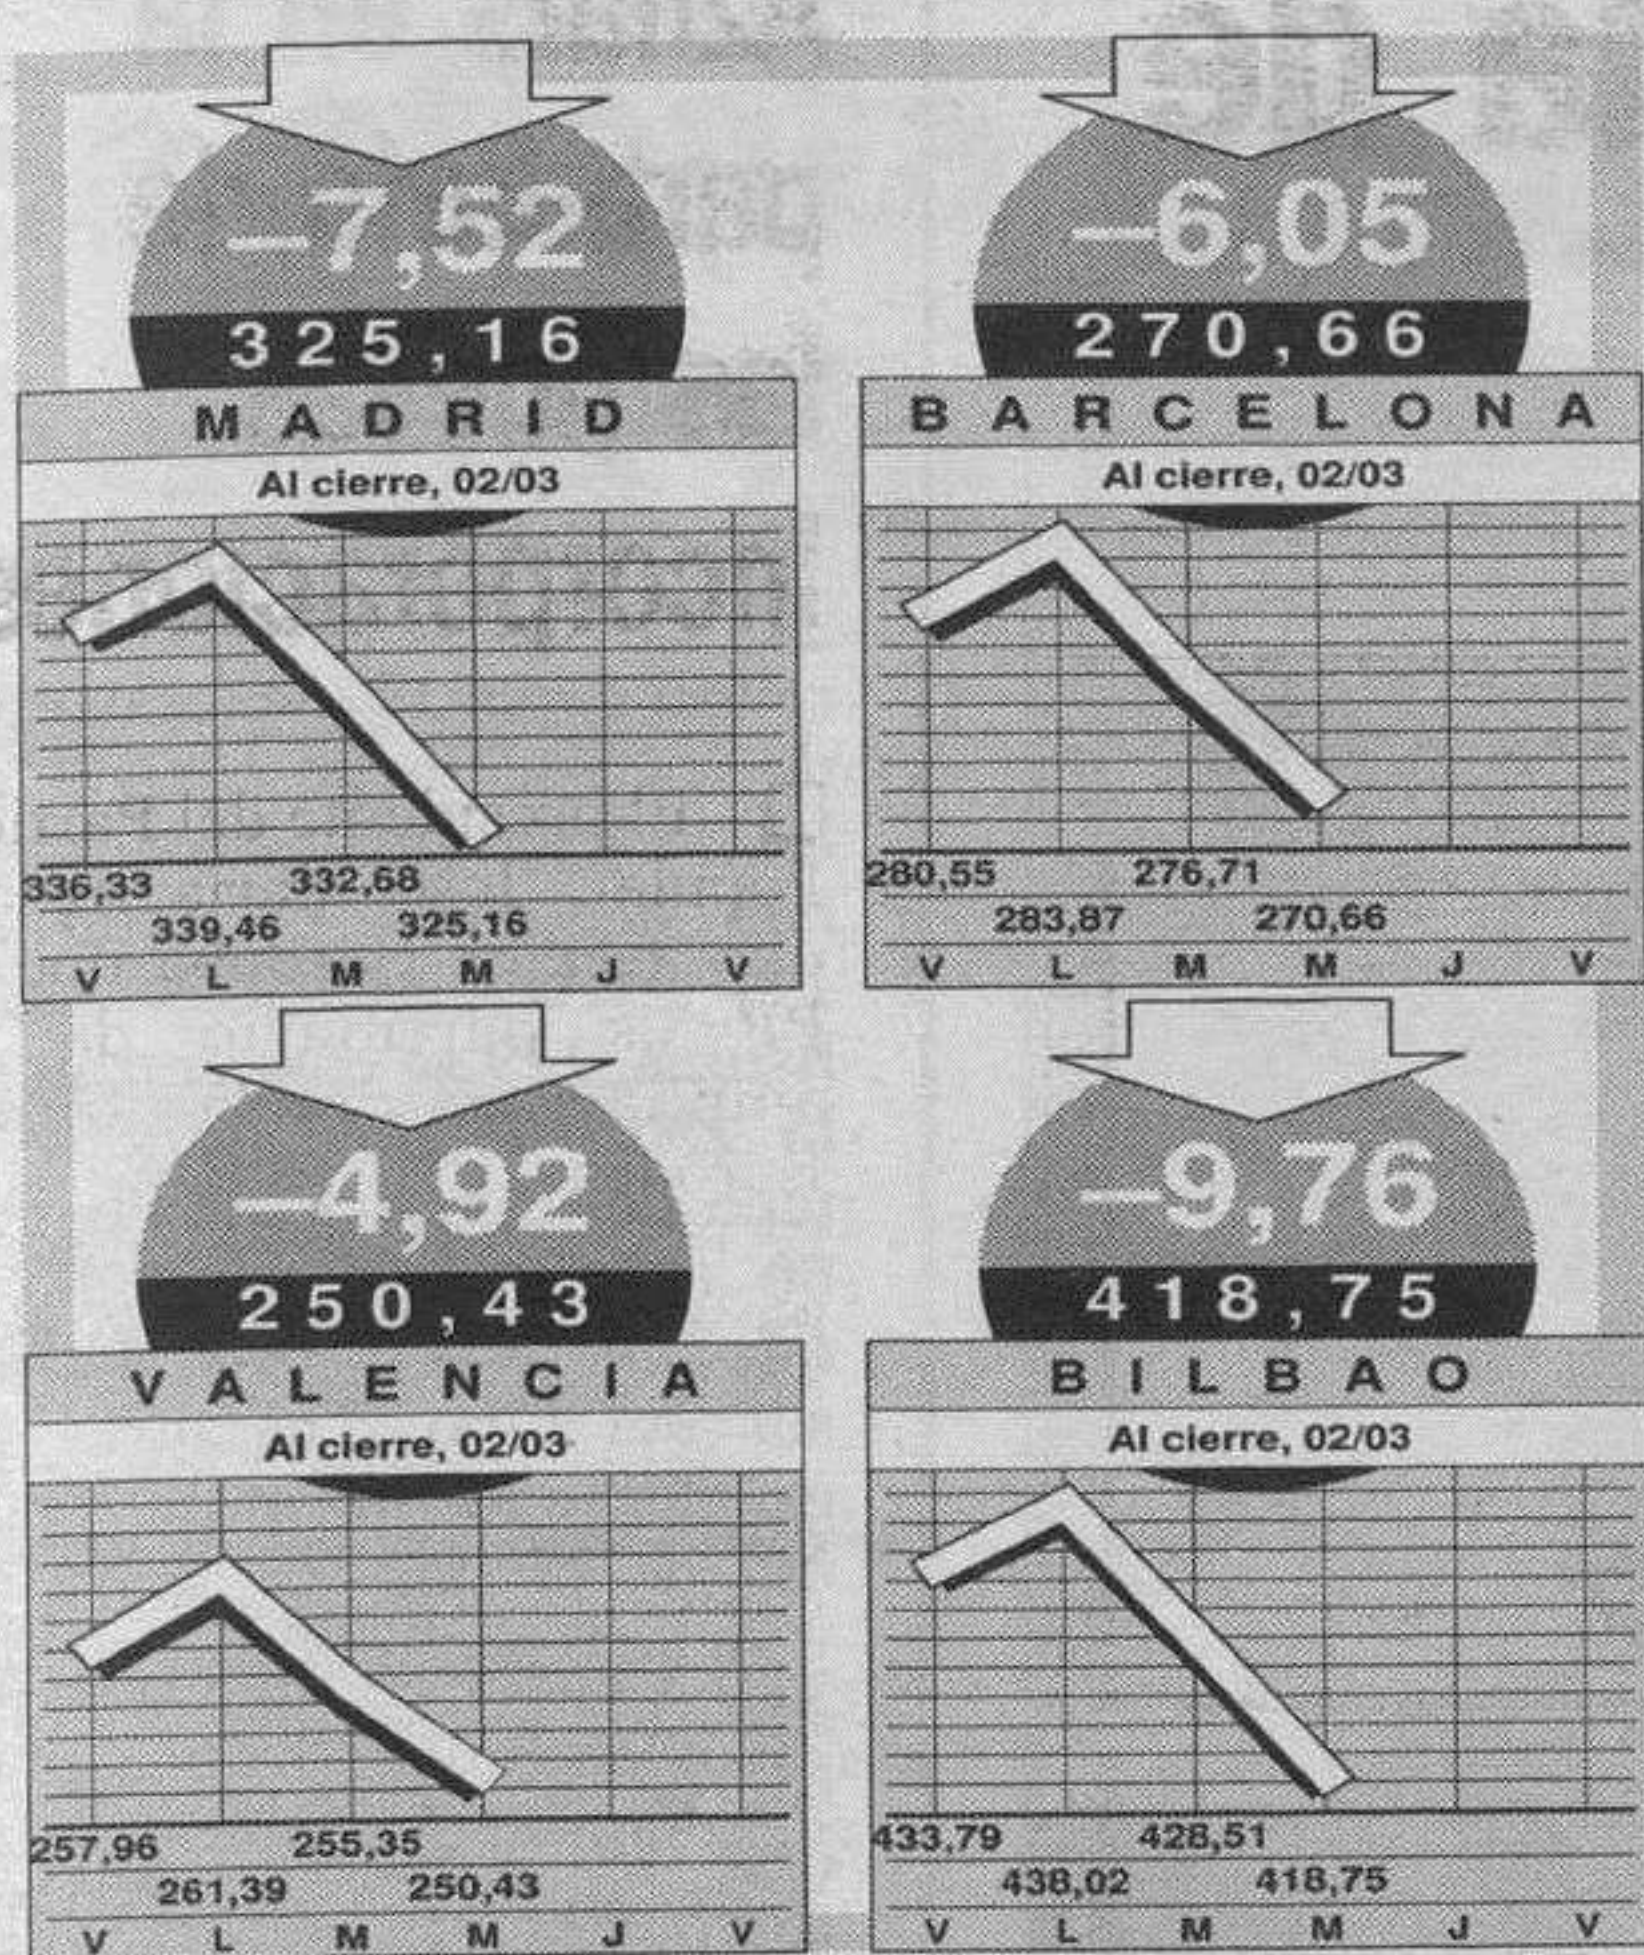 –7,52
325,16
MADRID
Al cierre, 02/03
336,33 332,68
339,46 325,16
V L M M J V
–6,05
270,66
BARCELONA
Al cierre, 02/03
280,55 276,71
283,87 270,66
V L M M J V
–4,92
250,43
VALENCIA
Al cierre, 02/03
257,96 255,35
261,39 250,43
V L M M J V
–9,76
418,75
BILBAO
Al cierre, 02/03
433,79 428,51
438,02 418,75
V L M M J V